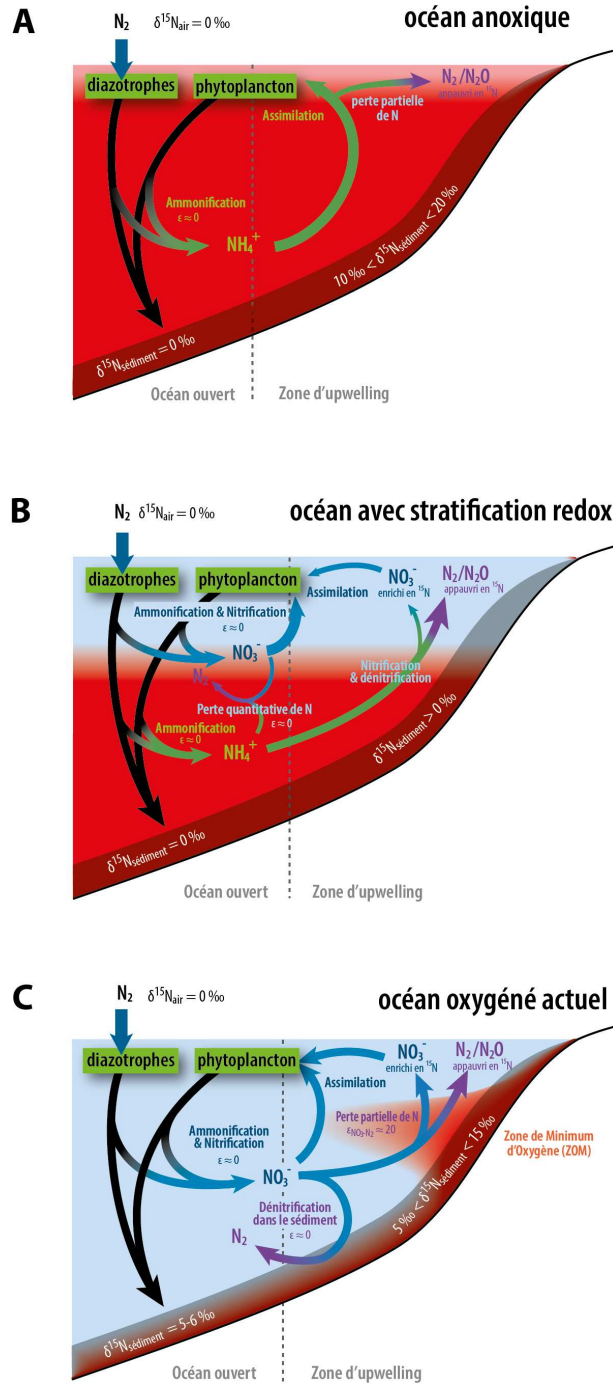 A
océan anoxique
N₂ δ¹⁵Nair = 0 ‰
diazotrophes
phytoplancton
N₂/N₂O
appauvri en ¹⁵N
Assimilation
perte partielle
de N
Ammonification
ε ≈ 0
NH₄⁺
10 ‰ < δ¹⁵Nsédiment < 20 ‰
δ¹⁵Nsédiment = 0 ‰
Océan ouvert
Zone d'upwelling
B
océan avec stratification redox
N₂ δ¹⁵Nair = 0 ‰
diazotrophes
phytoplancton
NO₃⁻
enrichi en ¹⁵N
N₂/N₂O
appauvri en ¹⁵N
Assimilation
Ammonification & Nitrification
ε ≈ 0
NO₃⁻
N₂
Nitrification
& dénitrification
Perte quantitative de N
ε ≈ 0
Ammonification
ε ≈ 0
NH₄⁺
δ¹⁵Nsédiment > 0 ‰
δ¹⁵Nsédiment = 0 ‰
Océan ouvert
Zone d'upwelling
C
océan oxygéné actuel
N₂ δ¹⁵Nair = 0 ‰
diazotrophes
phytoplancton
NO₃⁻
enrichi en ¹⁵N
N₂/N₂O
appauvri en ¹⁵N
Assimilation
Perte partielle de N
εNO₃-N₂ ≈ 20
Ammonification
& Nitrification
ε ≈ 0
NO₃⁻
Zone de Minimum
d'Oxygène (ZOM)
5 ‰ < δ¹⁵Nsédiment < 15 ‰
Dénitrification
dans le sédiment
ε ≈ 0
N₂
δ¹⁵Nsédiment = 5-6 ‰
Océan ouvert
Zone d'upwelling